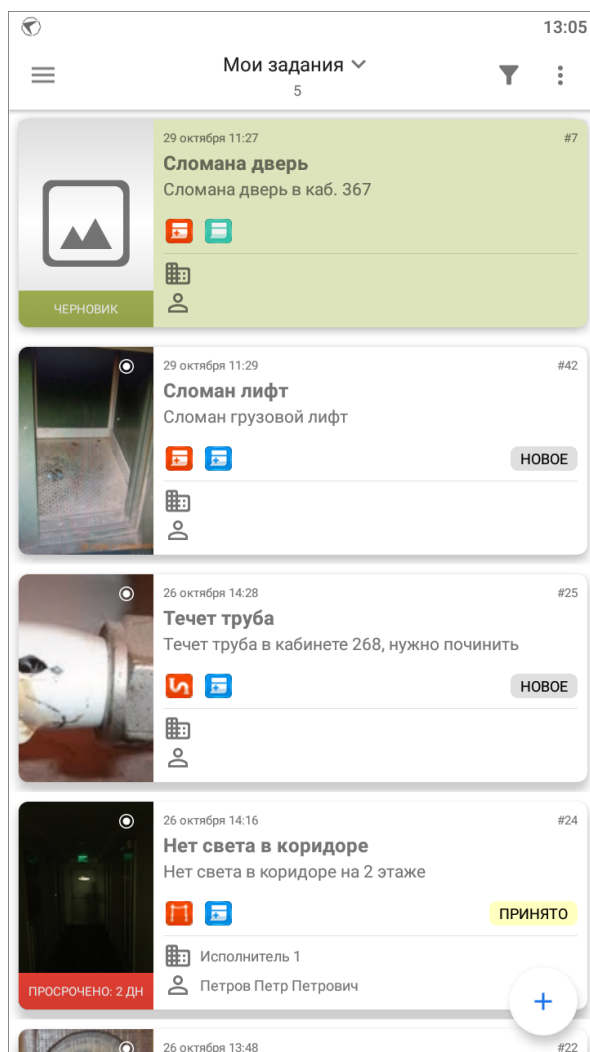 13:05
Мои задания
5
29 октября 11:27
#7
Сломана дверь
Сломана дверь в каб. 367
ЧЕРНОВИК
29 октября 11:29
#42
Сломан лифт
Сломан грузовой лифт
НОВОЕ
26 октября 14:28
#25
Течет труба
Течет труба в кабинете 268, нужно починить
НОВОЕ
26 октября 14:16
#24
Нет света в коридоре
Нет света в коридоре на 2 этаже
ПРИНЯТО
Исполнитель 1
ПРОСРОЧЕНО: 2 ДН
Петров Петр Петрович
26 октября 13:48
#22